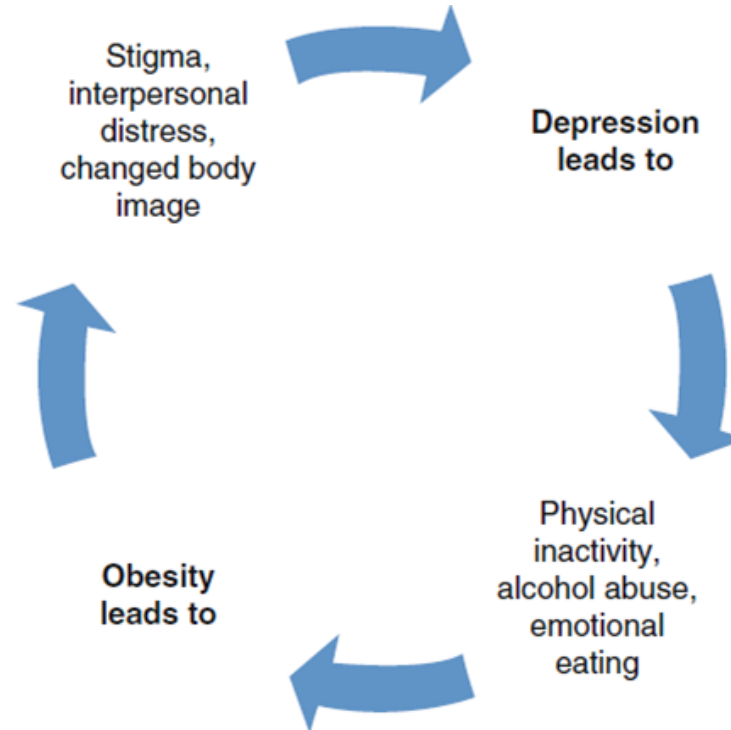 Stigma,
interpersonal
distress,
changed body
image
Depression
leads to
Physical
inactivity,
alcohol abuse,
emotional
eating
Obesity
leads to